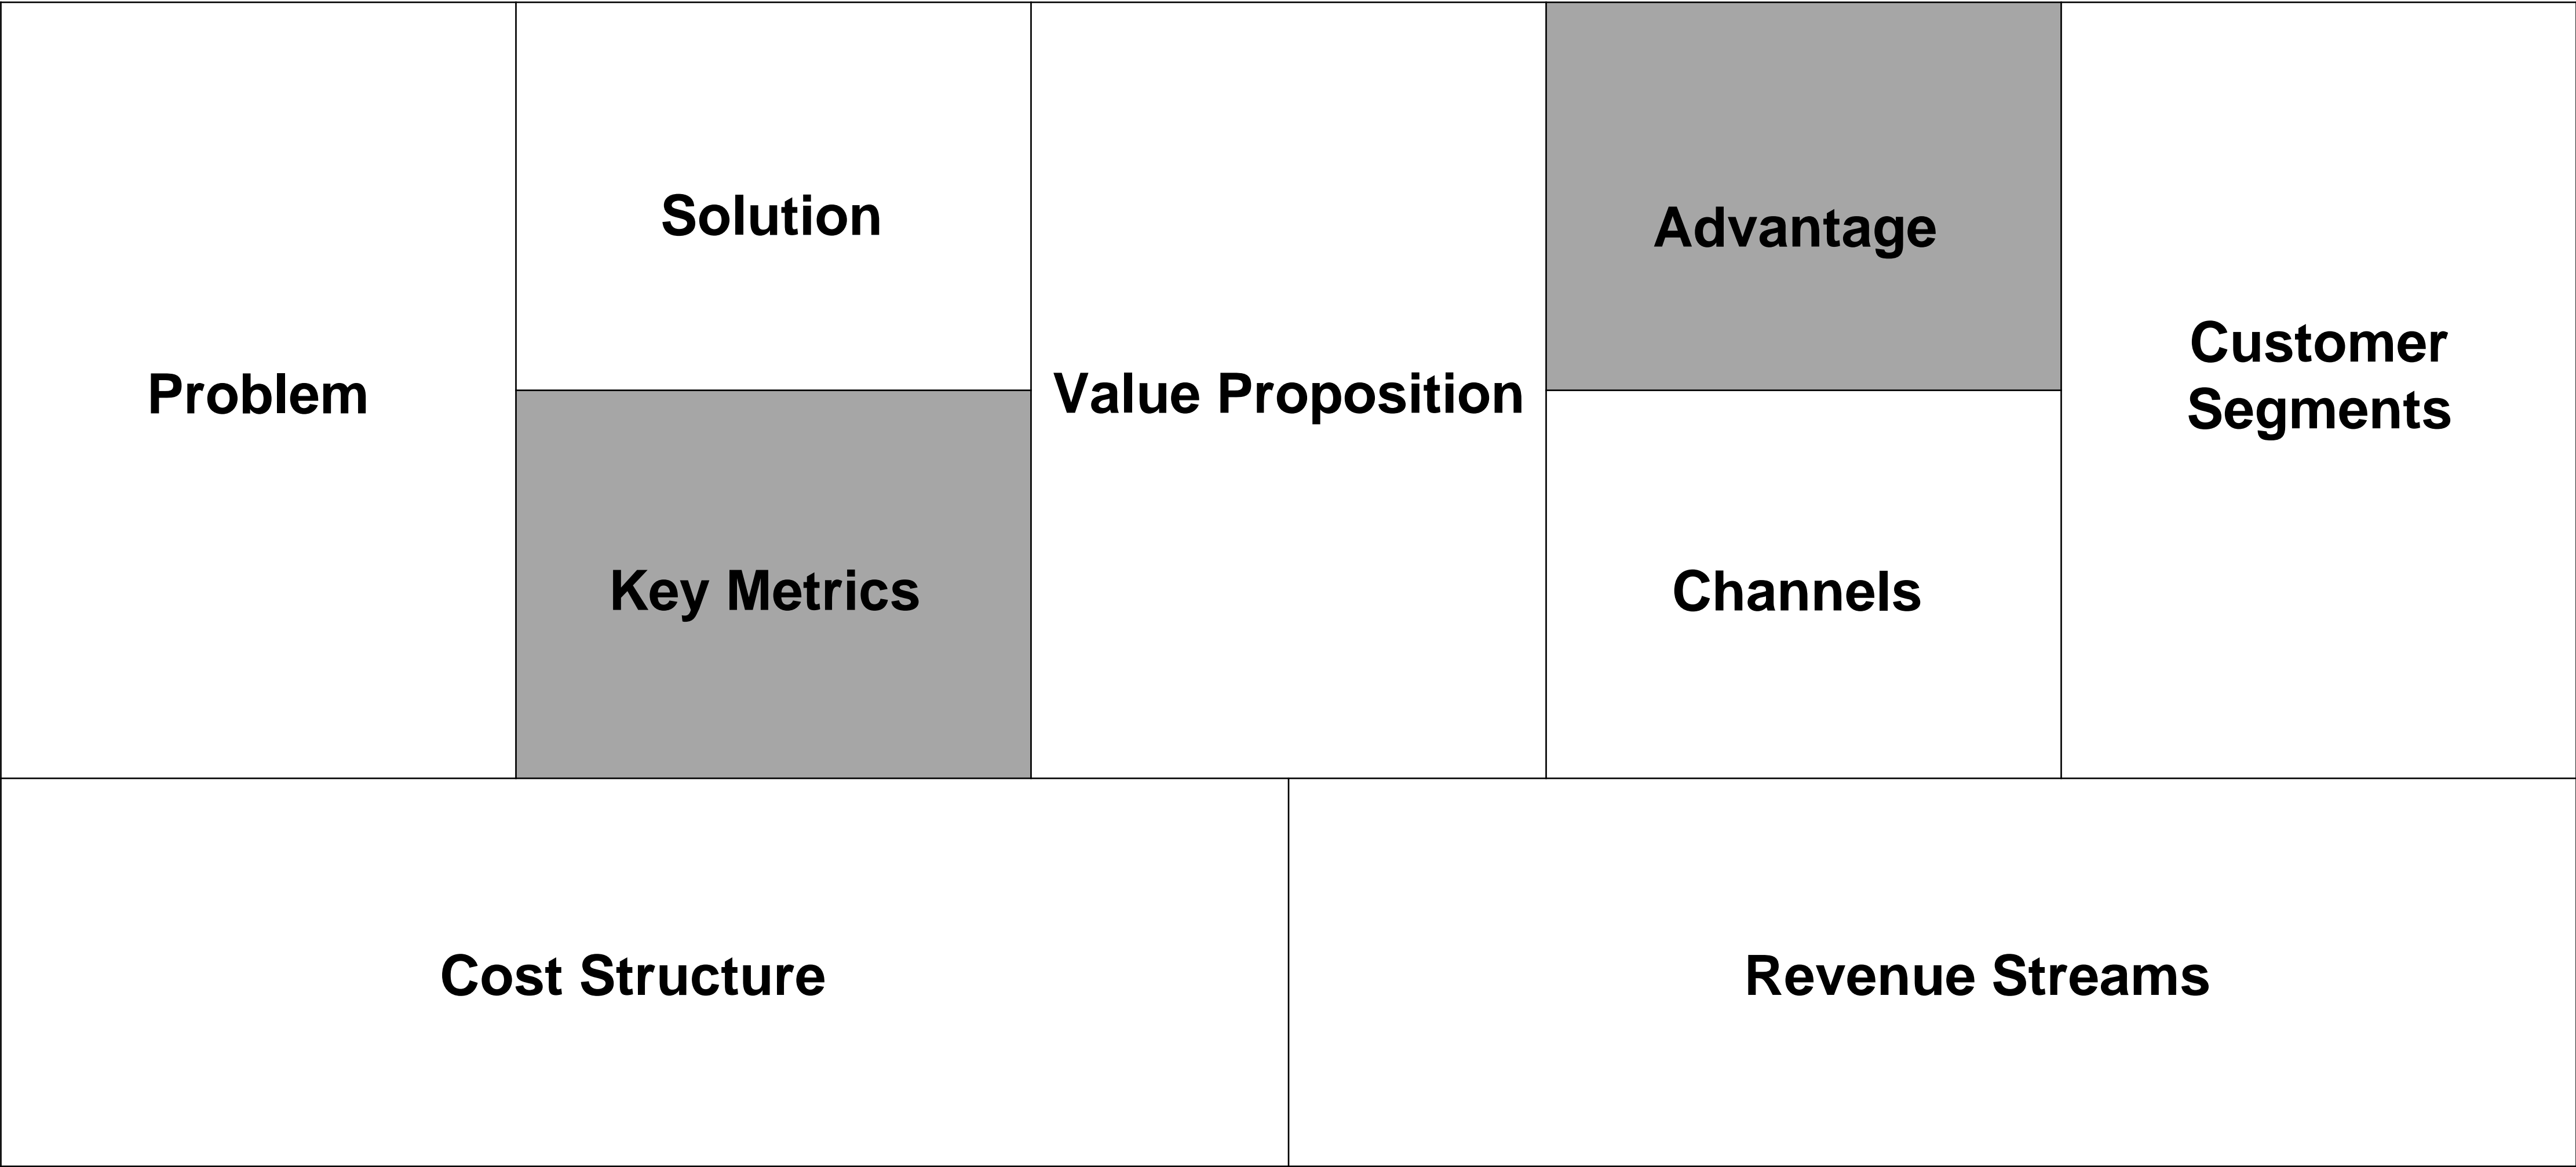 Problem
Solution
Key Metrics
Value Proposition
Advantage
Channels
Customer
Segments
Cost Structure
Revenue Streams